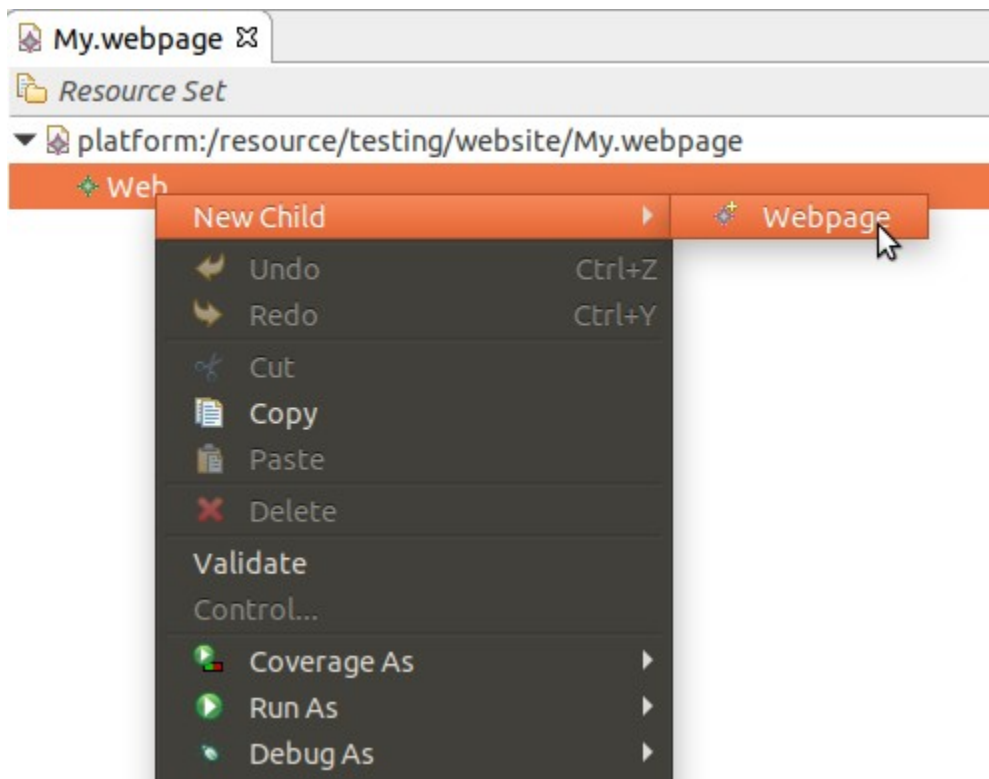 My.webpage
Resource Set
platform:/resource/testing/website/My.webpage
Web
New Child
Webpage
Undo Ctrl+Z
Redo Ctrl+Y
Cut
Copy
Paste
Delete
Validate
Control...
Coverage As
Run As
Debug As